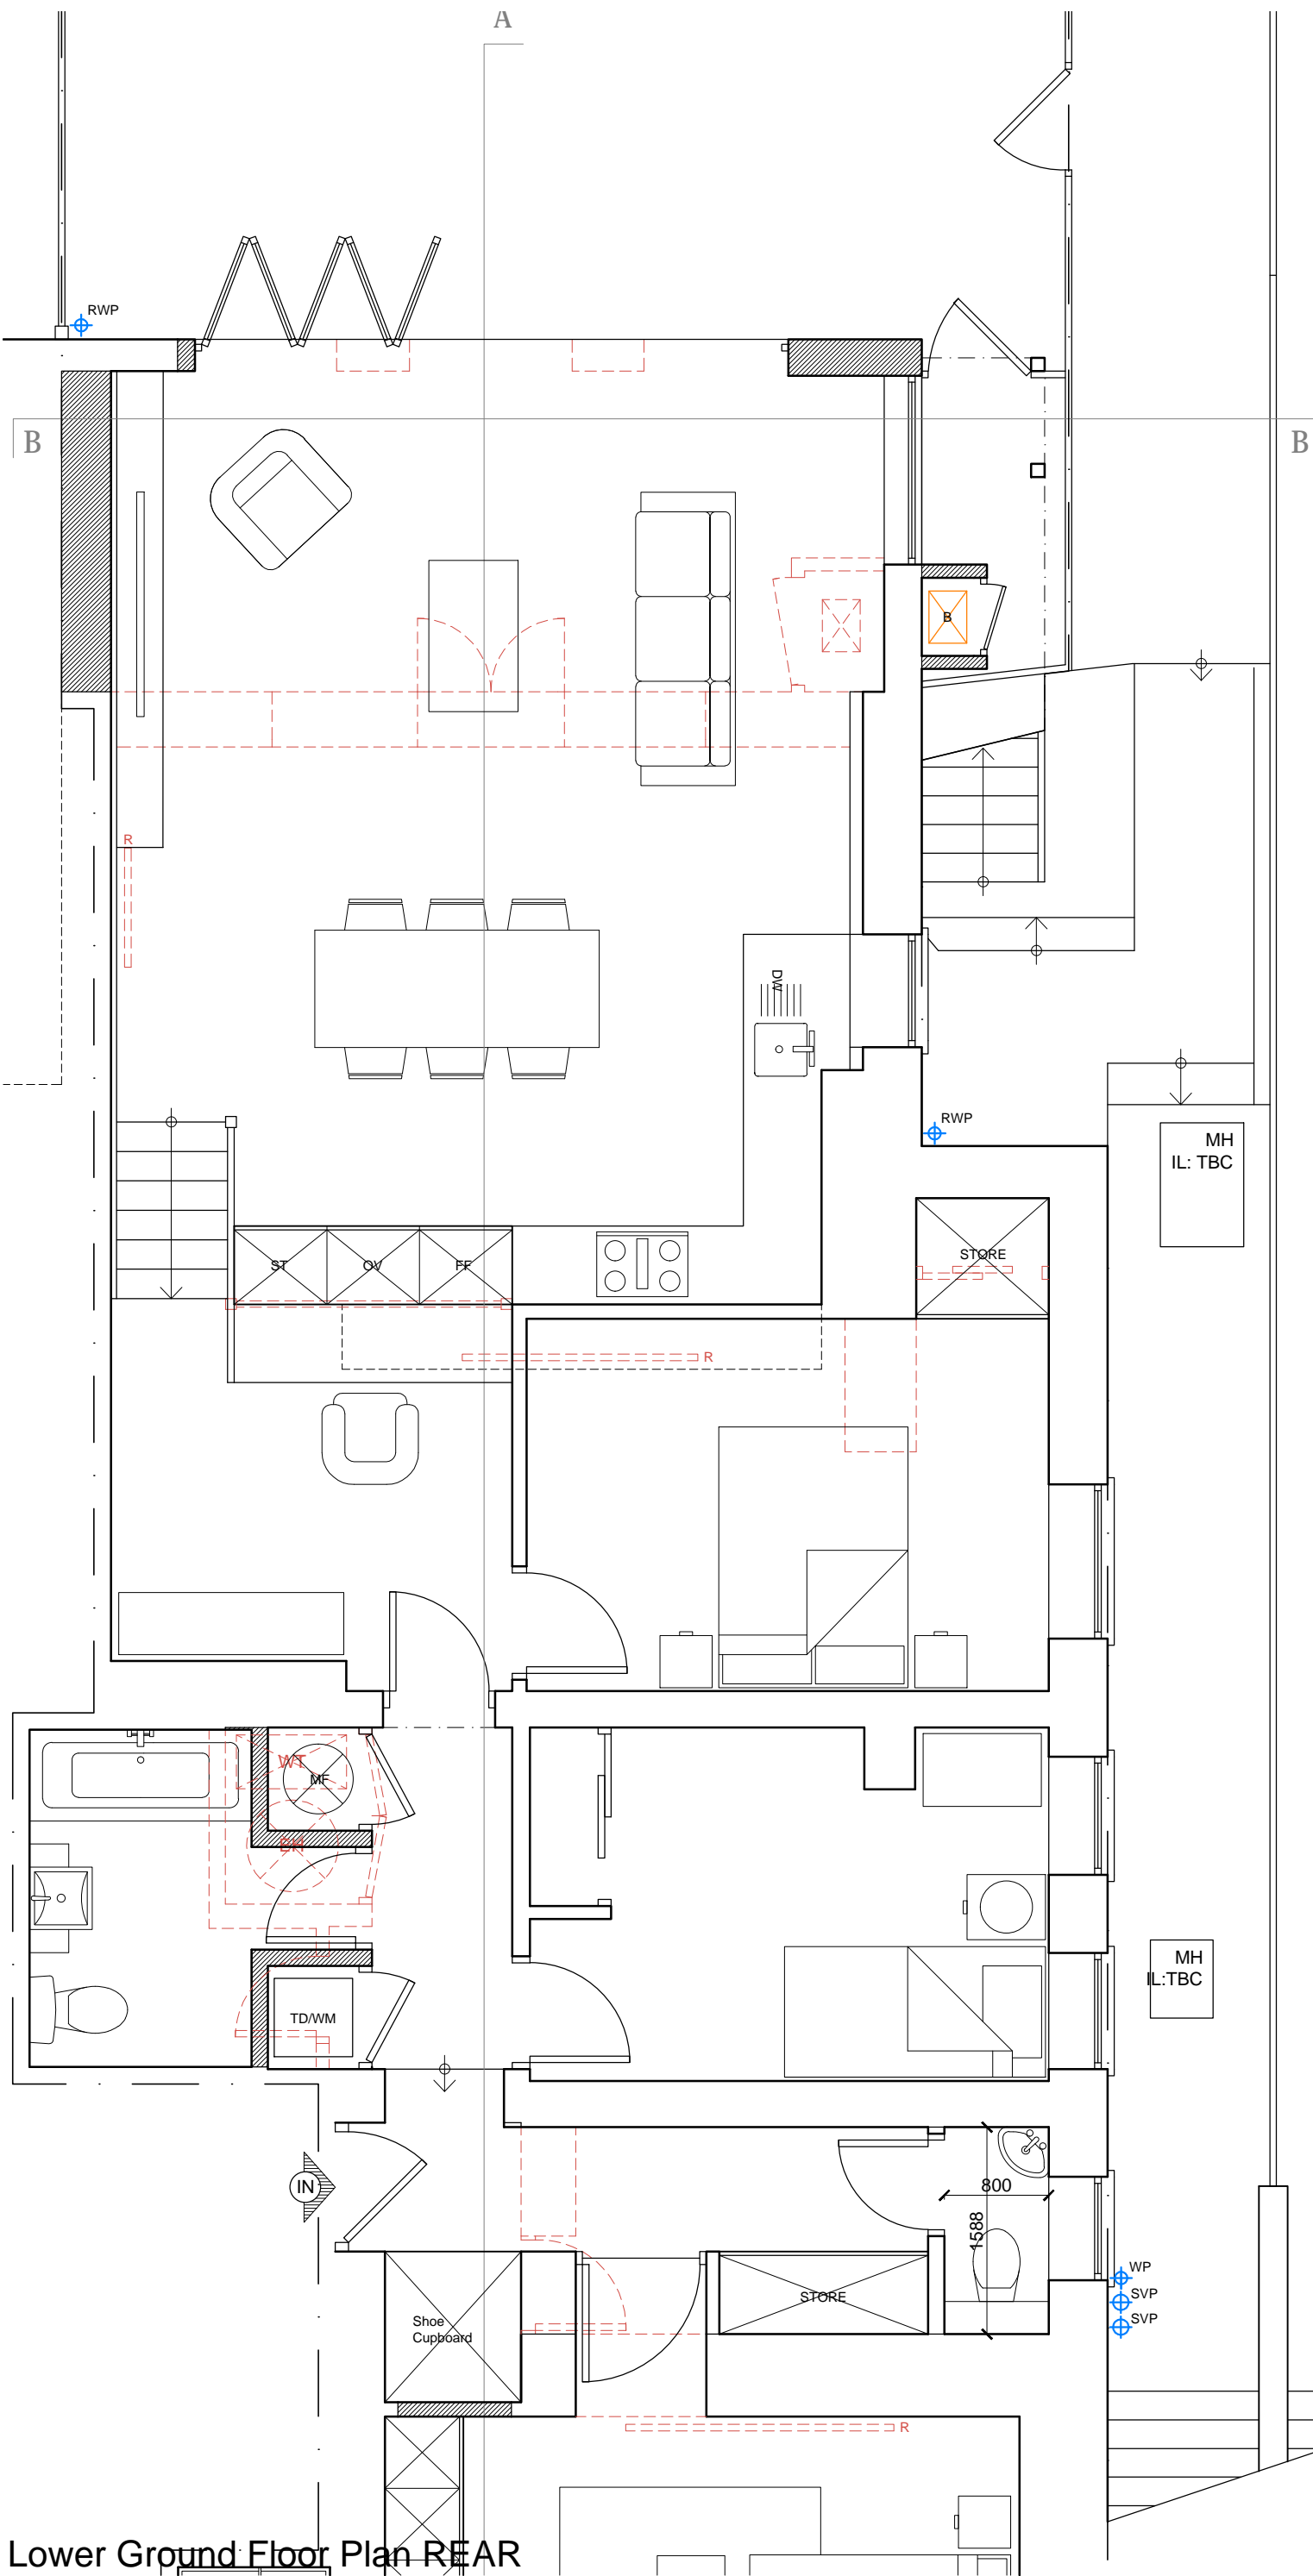 A
RWP
B
B
B
R
DW
RWP
MH
IL: TBC
STORE
ST
OV
FF
R
WT
MF
EH
TD/WM
MH
IL:TBC
IN
800
1588
WP
SVP
SVP
STORE
Shoe
Cupboard
R
Lower Ground Floor Plan REAR